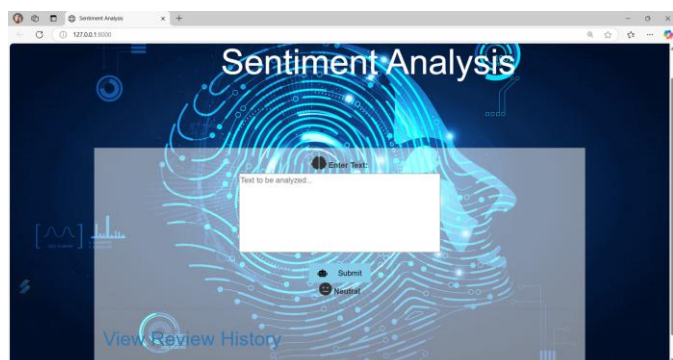 Sentiment Analysis
127.0.0.1:8000
Sentiment Analysis
Enter Text:
Text to be analyzed...
Submit
Neutral
View Review History